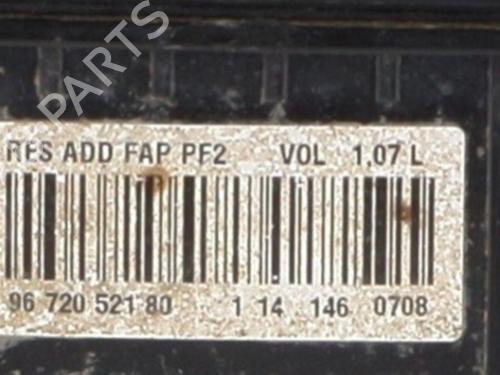 PARTS
RES ADD FAP PF2 VOL 1,07 L
96 720 521 80 1 14 146 0708